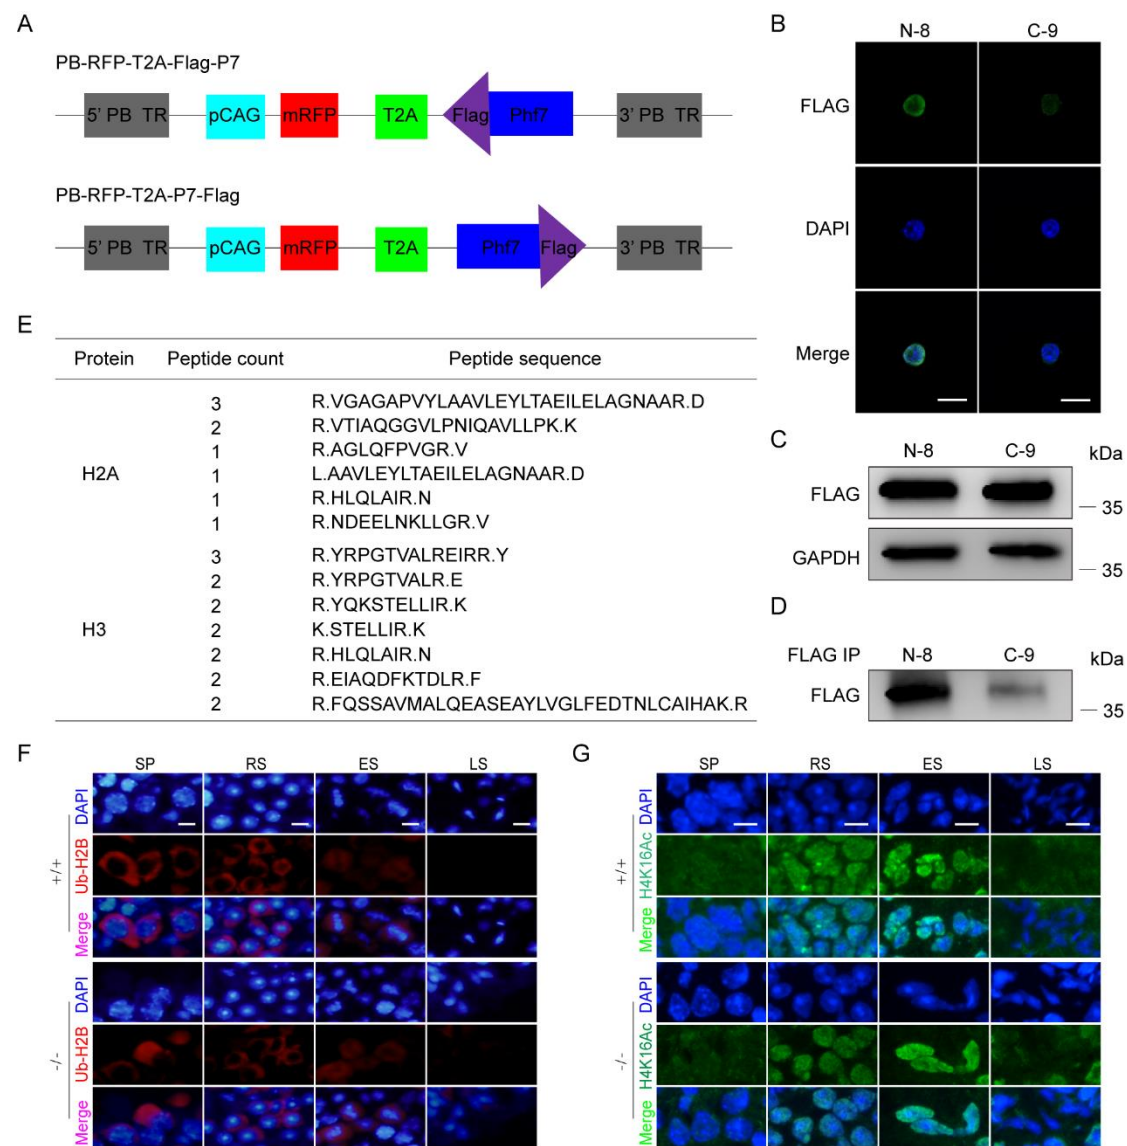 A
PB-RFP-T2A-Flag-P7
5' PB TR
pCAG
mRFP
T2A
Flag
Phf7
3' PB TR
PB-RFP-T2A-P7-Flag
5' PB TR
pCAG
mRFP
T2A
Phf7
Flag
3' PB TR
B
N-8 C-9
FLAG
DAPI
Merge
C
N-8 C-9 kDa
FLAG
35
GAPDH
35
D
FLAG IP N-8 C-9 kDa
FLAG
35
E
Protein Peptide count Peptide sequence
3 R.VGAGAPVYLAAVLEYLTAEILELAGNAAR.D
2 R.VTIAQGGVLPNIQAVLLPK.K
1 R.AGLQFPVGR.V
H2A 1 L.AAVLEYLTAEILELAGNAAR.D
1 R.HLQLAIR.N
1 R.NDEELNKLLGR.V
3 R.YRPGTVALREIRR.Y
2 R.YRPGTVALR.E
2 R.YQKSTELLIR.K
H3 2 K.STELLIR.K
2 R.HLQLAIR.N
2 R.EIAQDFKTDLR.F
2 R.FQSSAVMALQEASEAYLVGLFEDTNLCAIHAK.R
F
SP RS ES LS
+/+
DAPI
Ub-H2B
Merge
-/-
DAPI
Ub-H2B
Merge
G
SP RS ES LS
+/+
DAPI
H4K16Ac
Merge
-/-
DAPI
H4K16Ac
Merge